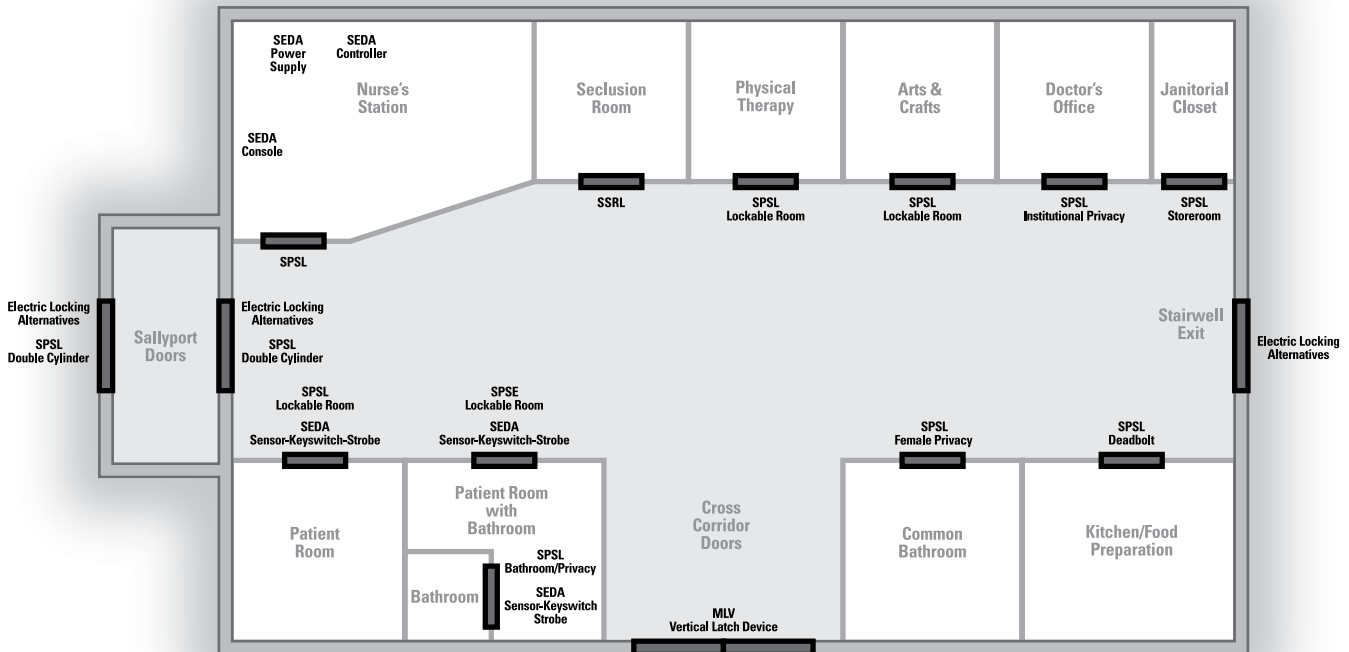 SEDA
Power
Supply
SEDA
Controller
Nurse's
Station
SEDA
Console
Seclusion
Room
Physical
Therapy
Arts &
Crafts
Doctor's
Office
Janitorial
Closet
SSRL
SPSL
Lockable Room
SPSL
Lockable Room
SPSL
Institutional Privacy
SPSL
Storeroom
SPSL
Electric Locking
Alternatives
SPSL
Double Cylinder
Sallyport
Doors
Electric Locking
Alternatives
SPSL
Double Cylinder
Stairwell
Exit
Electric Locking
Alternatives
SPSL
Lockable Room
SEDA
Sensor-Keyswitch-Strobe
SPSE
Lockable Room
SEDA
Sensor-Keyswitch-Strobe
SPSL
Female Privacy
SPSL
Deadbolt
Patient
Room
Patient Room
with
Bathroom
Bathroom
SPSL
Bathroom/Privacy
SEDA
Sensor-Keyswitch
Strobe
Cross
Corridor
Doors
MLV
Vertical Latch Device
Common
Bathroom
Kitchen/Food
Preparation